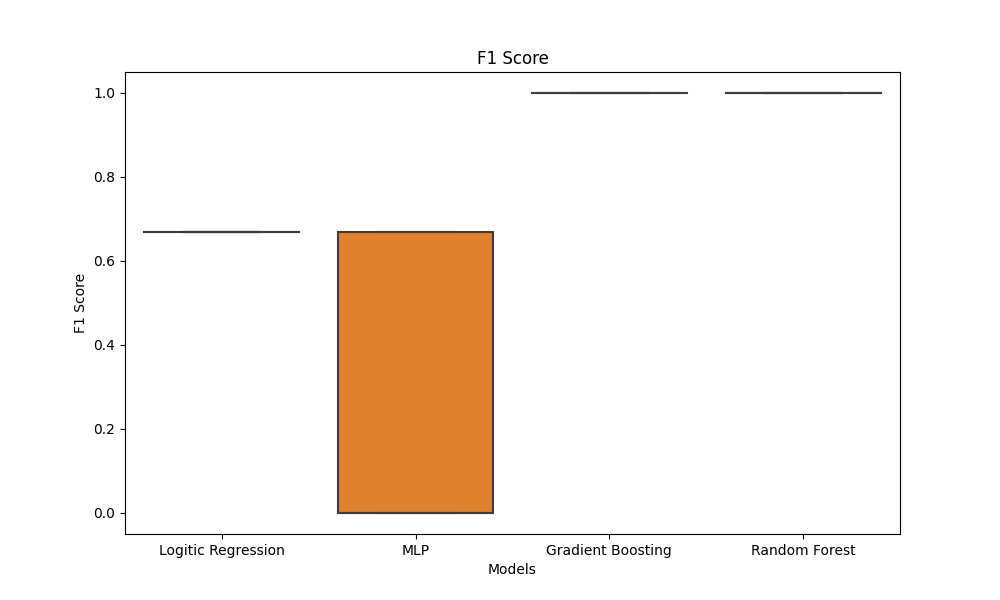 F1 Score
1.0
0.8
0.6
0.4
0.2
0.0
F1 Score
Logitic Regression
MLP
Gradient Boosting
Random Forest
Models